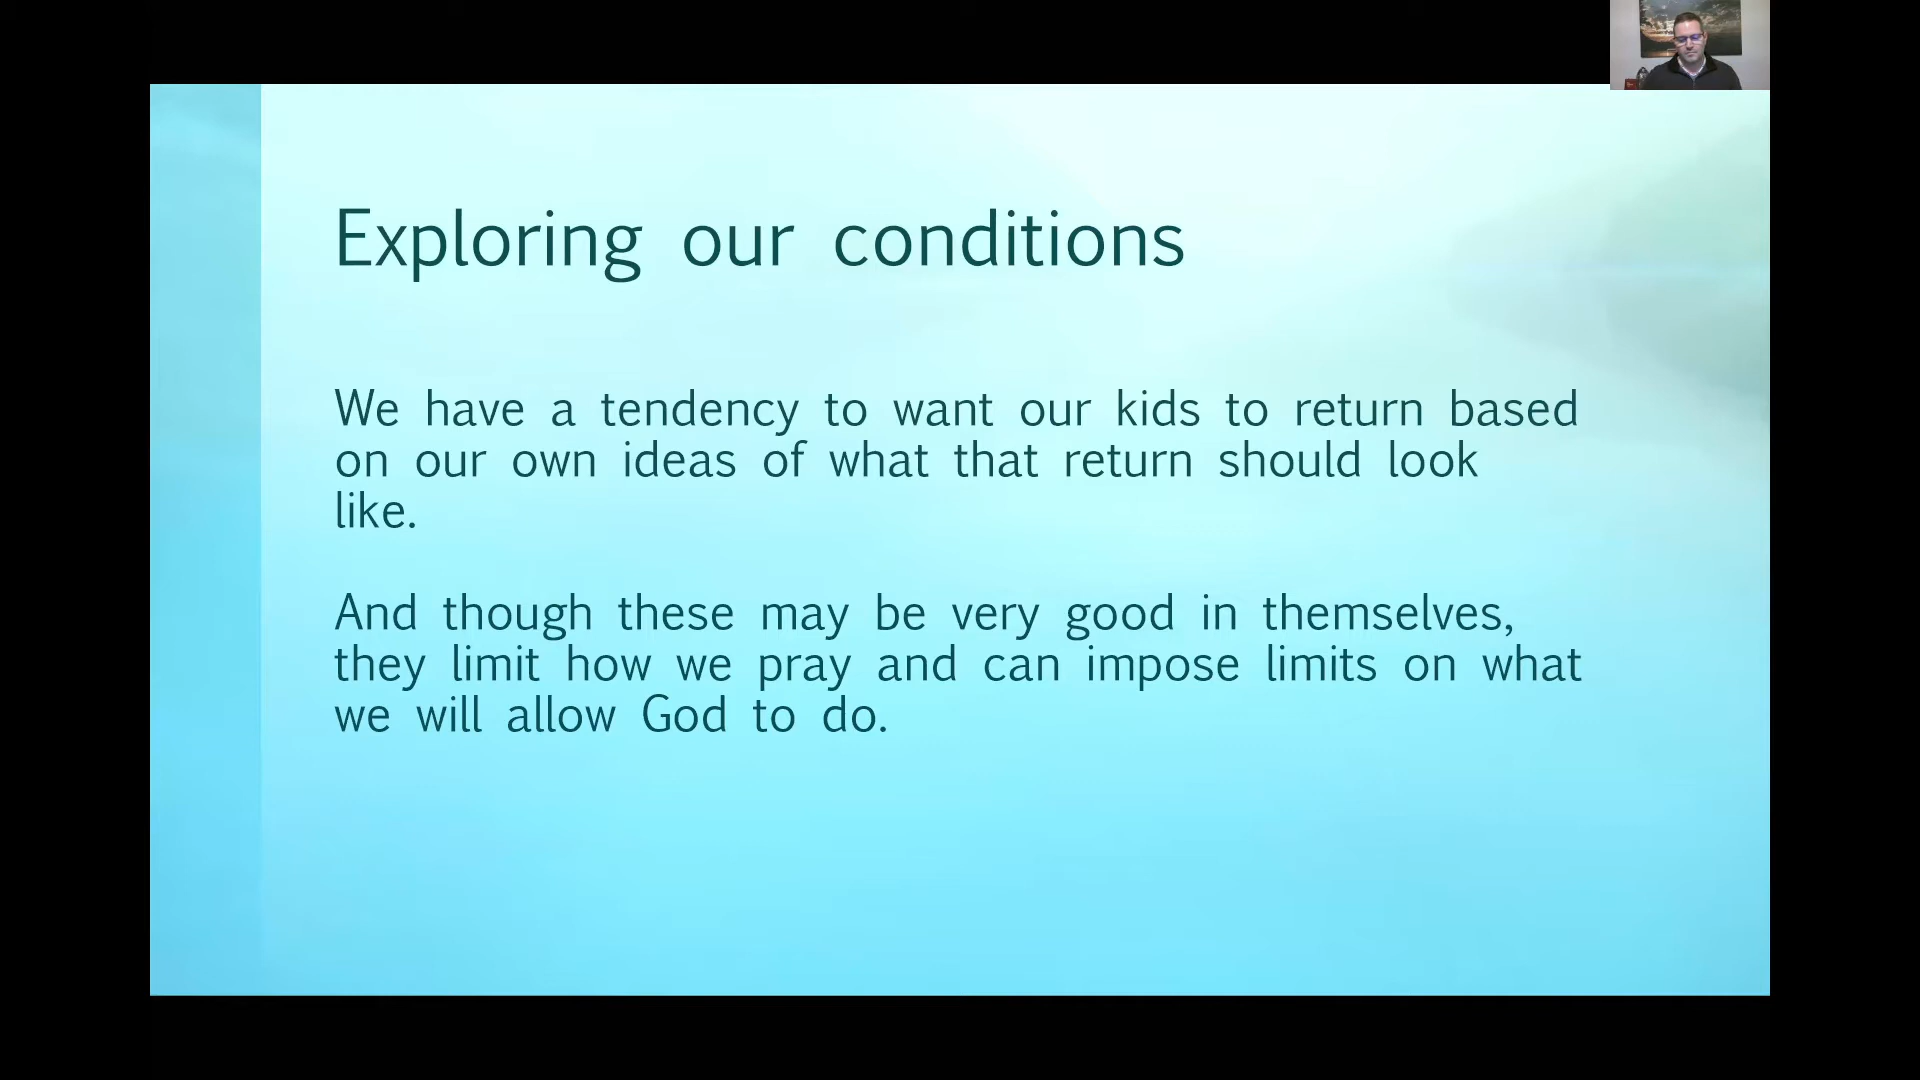 Exploring our conditions
We have a tendency to want our kids to return based
on our own ideas of what that return should look
like.
And though these may be very good in themselves,
they limit how we pray and can impose limits on what
we will allow God to do.